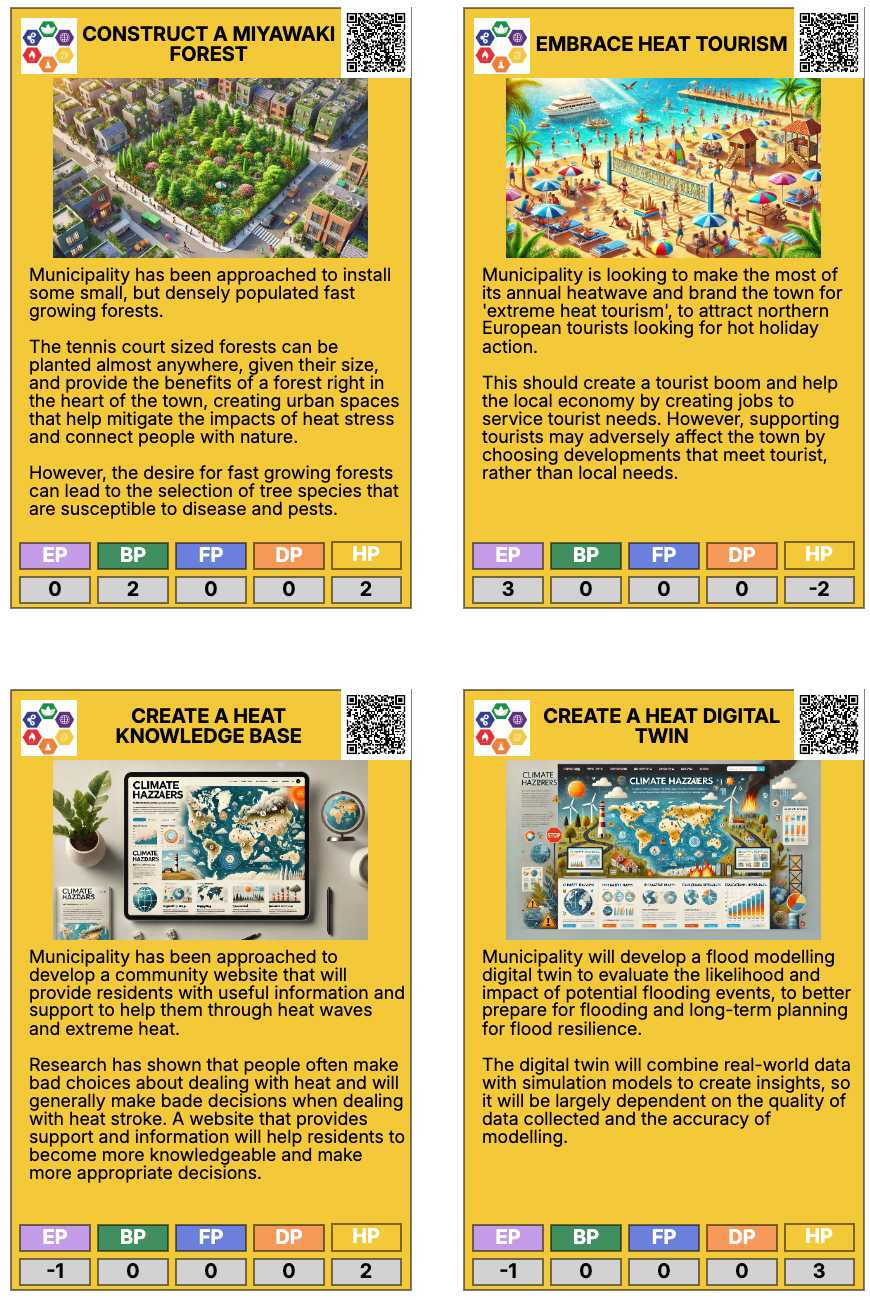 CONSTRUCT A MIYAWAKI
FOREST
Municipality has been approached to install
some small, but densely populated fast
growing forests.
The tennis court sized forests can be
planted almost anywhere, given their size,
and provide the benefits of a forest right in
the heart of the town, creating urban spaces
that help mitigate the impacts of heat stress
and connect people with nature.
However, the desire for fast growing forests
can lead to the selection of tree species that
are susceptible to disease and pests.
EP BP FP DP HP
0 2 0 0 2
EMBRACE HEAT TOURISM
Municipality is looking to make the most of
its annual heatwave and brand the town for
'extreme heat tourism', to attract northern
European tourists looking for hot holiday
action.
This should create a tourist boom and help
the local economy by creating jobs to
service tourist needs. However, supporting
tourists may adversely affect the town by
choosing developments that meet tourist,
rather than local needs.
EP BP FP DP HP
3 0 0 0 -2
CREATE A HEAT
KNOWLEDGE BASE
CLIMATE
HAZZAERS
CLIMATE
CLIMATE
Municipality has been approached to
develop a community website that will
provide residents with useful information and
support to help them through heat waves
and extreme heat.
Research has shown that people often make
bad choices about dealing with heat and will
generally make bade decisions when dealing
with heat stroke. A website that provides
support and information will help residents to
become more knowledgeable and make
more appropriate decisions.
EP BP FP DP HP
-1 0 0 0 2
CREATE A HEAT DIGITAL
TWIN
CLIMATE
CLIMATE HAZZAERS
STOP
Municipality will develop a flood modelling
digital twin to evaluate the likelihood and
impact of potential flooding events, to better
prepare for flooding and long-term planning
for flood resilience.
The digital twin will combine real-world data
with simulation models to create insights, so
it will be largely dependent on the quality of
data collected and the accuracy of
modelling.
EP BP FP DP HP
-1 0 0 0 3